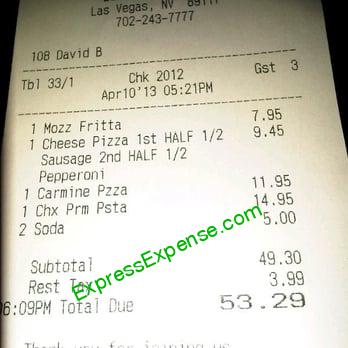 Las Vegas, NV 89117
702-243-7777
108 David B
Tbl 33/1 Chk 2012 Gst 3
Apr10'13 05:21PM
1 Mozz Fritta 7.95
1 Cheese Pizza 1st HALF 1/2 9.45
Sausage 2nd HALF 1/2
Pepperoni
1 Carmine Pzza 11.95
1 Chx Prm Psta 14.95
2 Soda 5.00
ExpressExpense.com
Subtotal 49.30
Rest Tax 3.99
06:09PM Total Due 53.29
Thank you for joining us